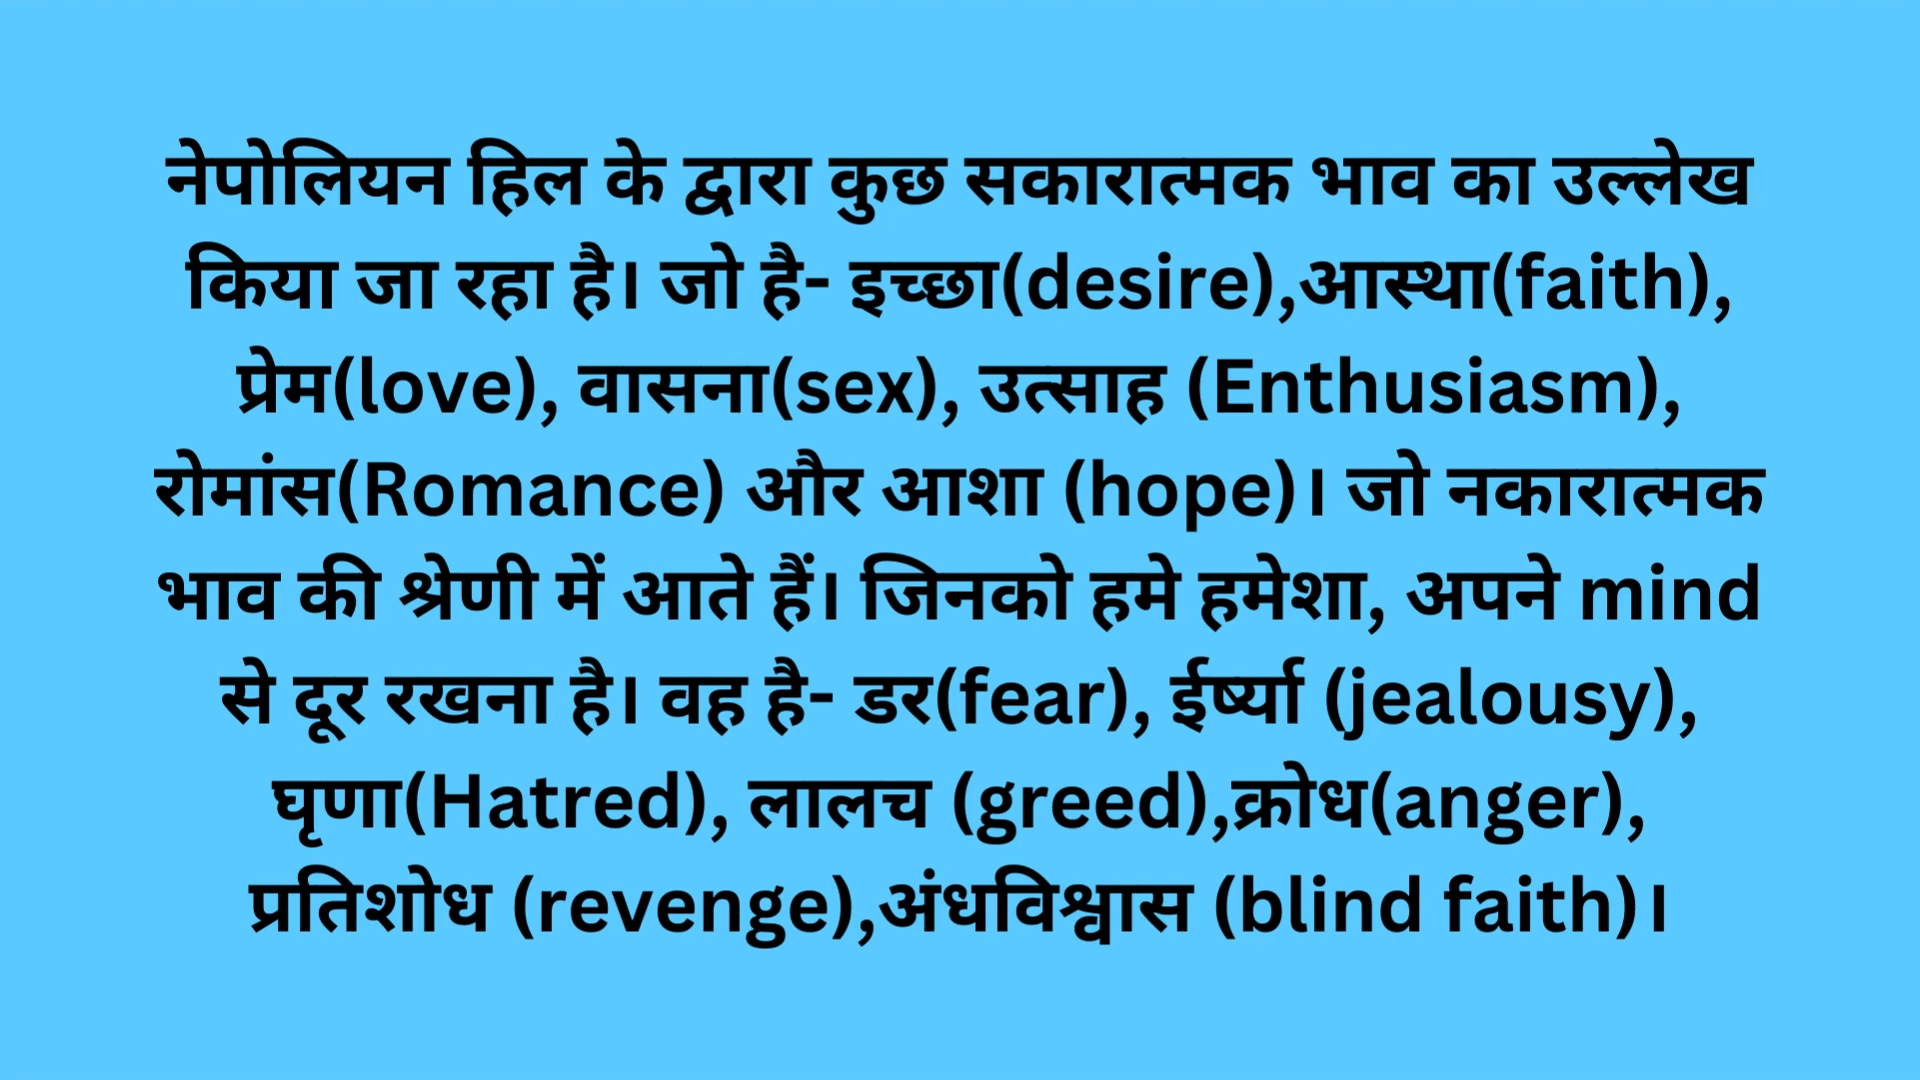 नेपोलियन हिल के द्वारा कुछ सकारात्मक भाव का उल्लेख
किया जा रहा है। जो है- इच्छा(desire),आस्था(faith),
प्रेम(love), वासना(sex), उत्साह (Enthusiasm),
रोमांस(Romance) और आशा (hope)। जो नकारात्मक
भाव की श्रेणी में आते हैं। जिनको हमे हमेशा, अपने mind
से दूर रखना है। वह है- डर(fear), ईर्ष्या (jealousy),
घृणा(Hatred), लालच (greed),क्रोध(anger),
प्रतिशोध (revenge),अंधविश्वास (blind faith)।